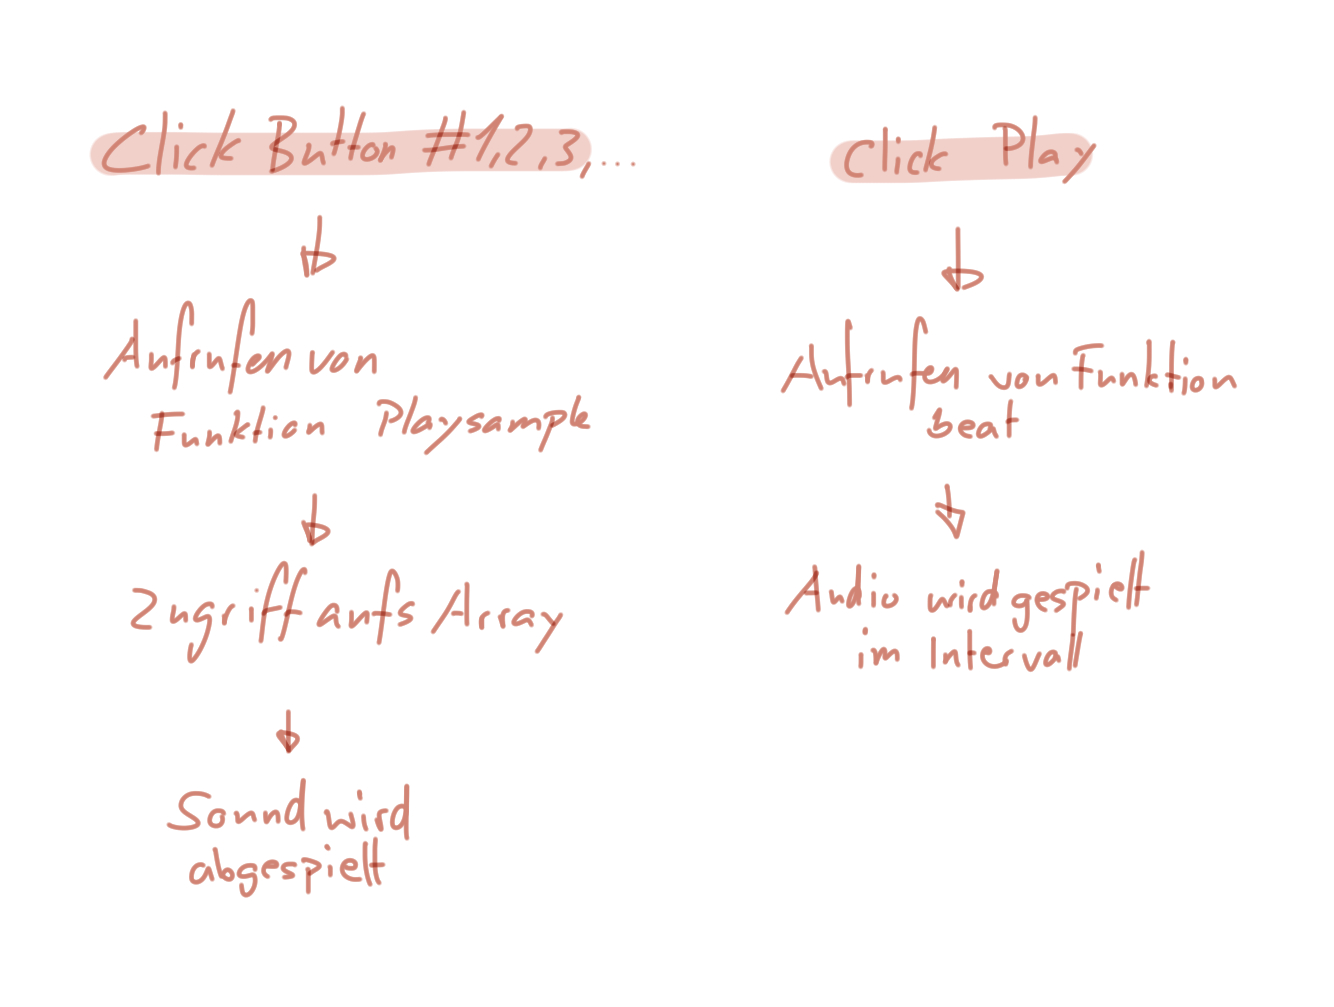 Click Button #1,2,3,....
Aufrufen von
Funktion Playsample
Zugriff aufs Array
Sound wird
abgespielt
Click Play
Aufrufen von Funktion
beat
Audio wird gespielt
im Intervall